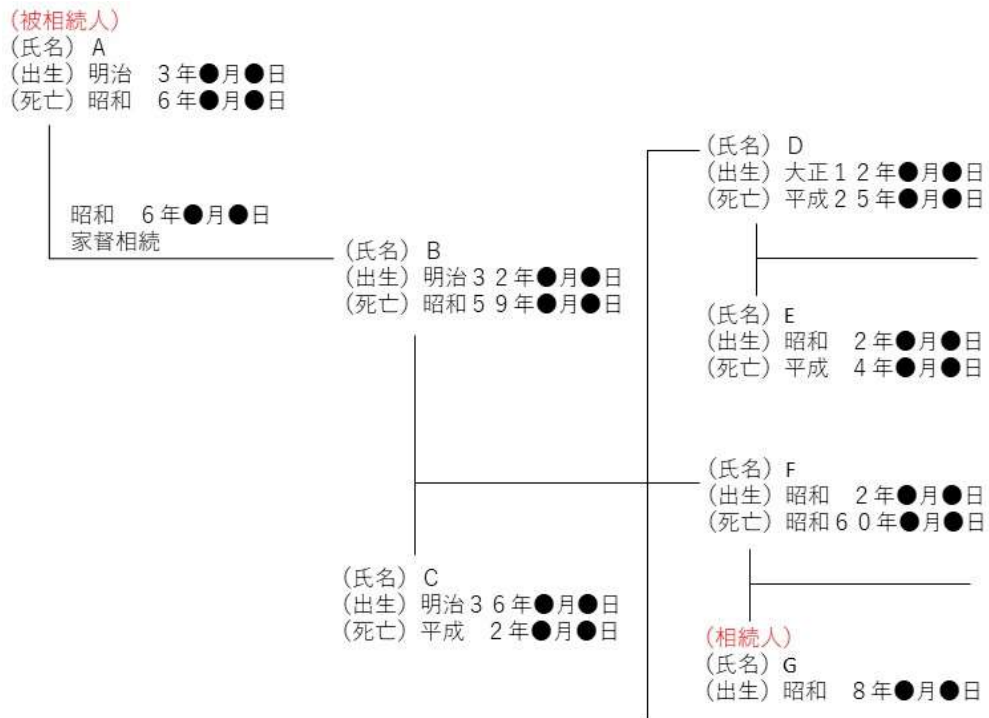 (被相続人)
(氏名) A
(出生) 明治　3年●月●日
(死亡) 昭和　6年●月●日
昭和　6年●月●日
家督相続
(氏名) B
(出生) 明治32年●月●日
(死亡) 昭和59年●月●日
(氏名) C
(出生) 明治36年●月●日
(死亡) 平成　2年●月●日
(氏名) D
(出生) 大正12年●月●日
(死亡) 平成25年●月●日
(氏名) E
(出生) 昭和　2年●月●日
(死亡) 平成　4年●月●日
(氏名) F
(出生) 昭和　2年●月●日
(死亡) 昭和60年●月●日
(相続人)
(氏名) G
(出生) 昭和　8年●月●日